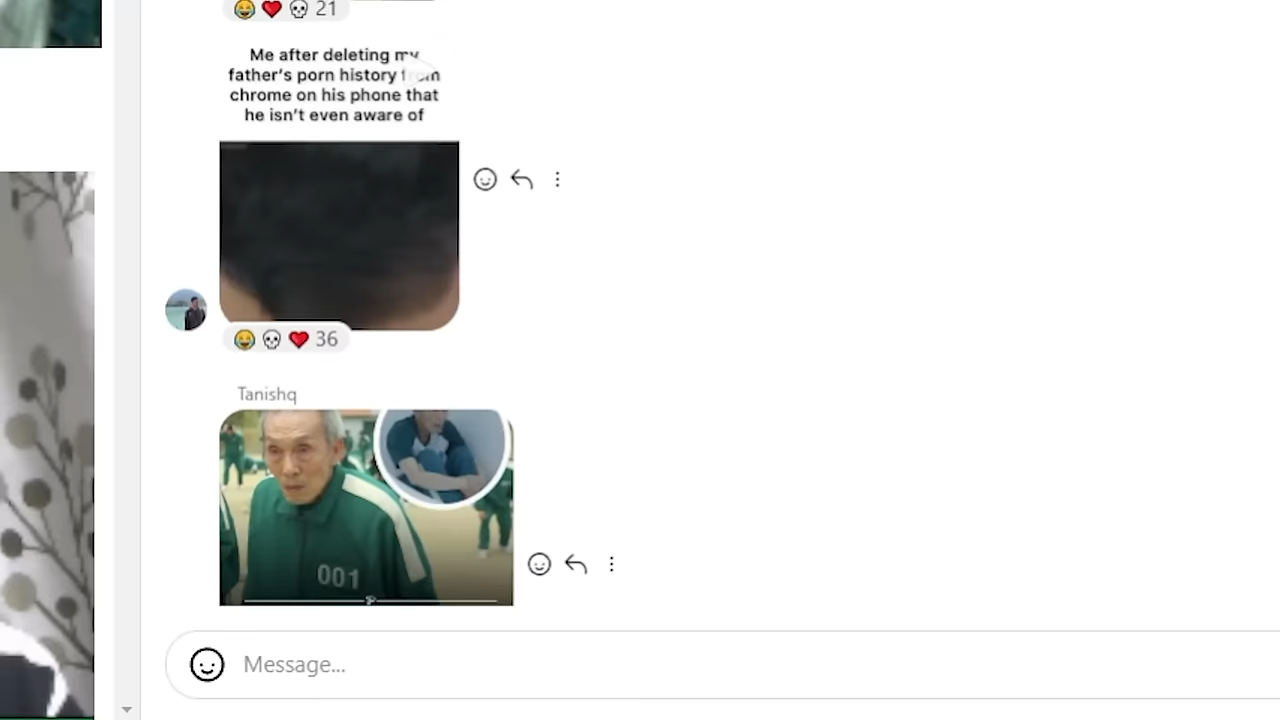 21
Me after deleting my
father's porn history from
chrome on his phone that
he isn't even aware of
36
Tanishq
001
Message...